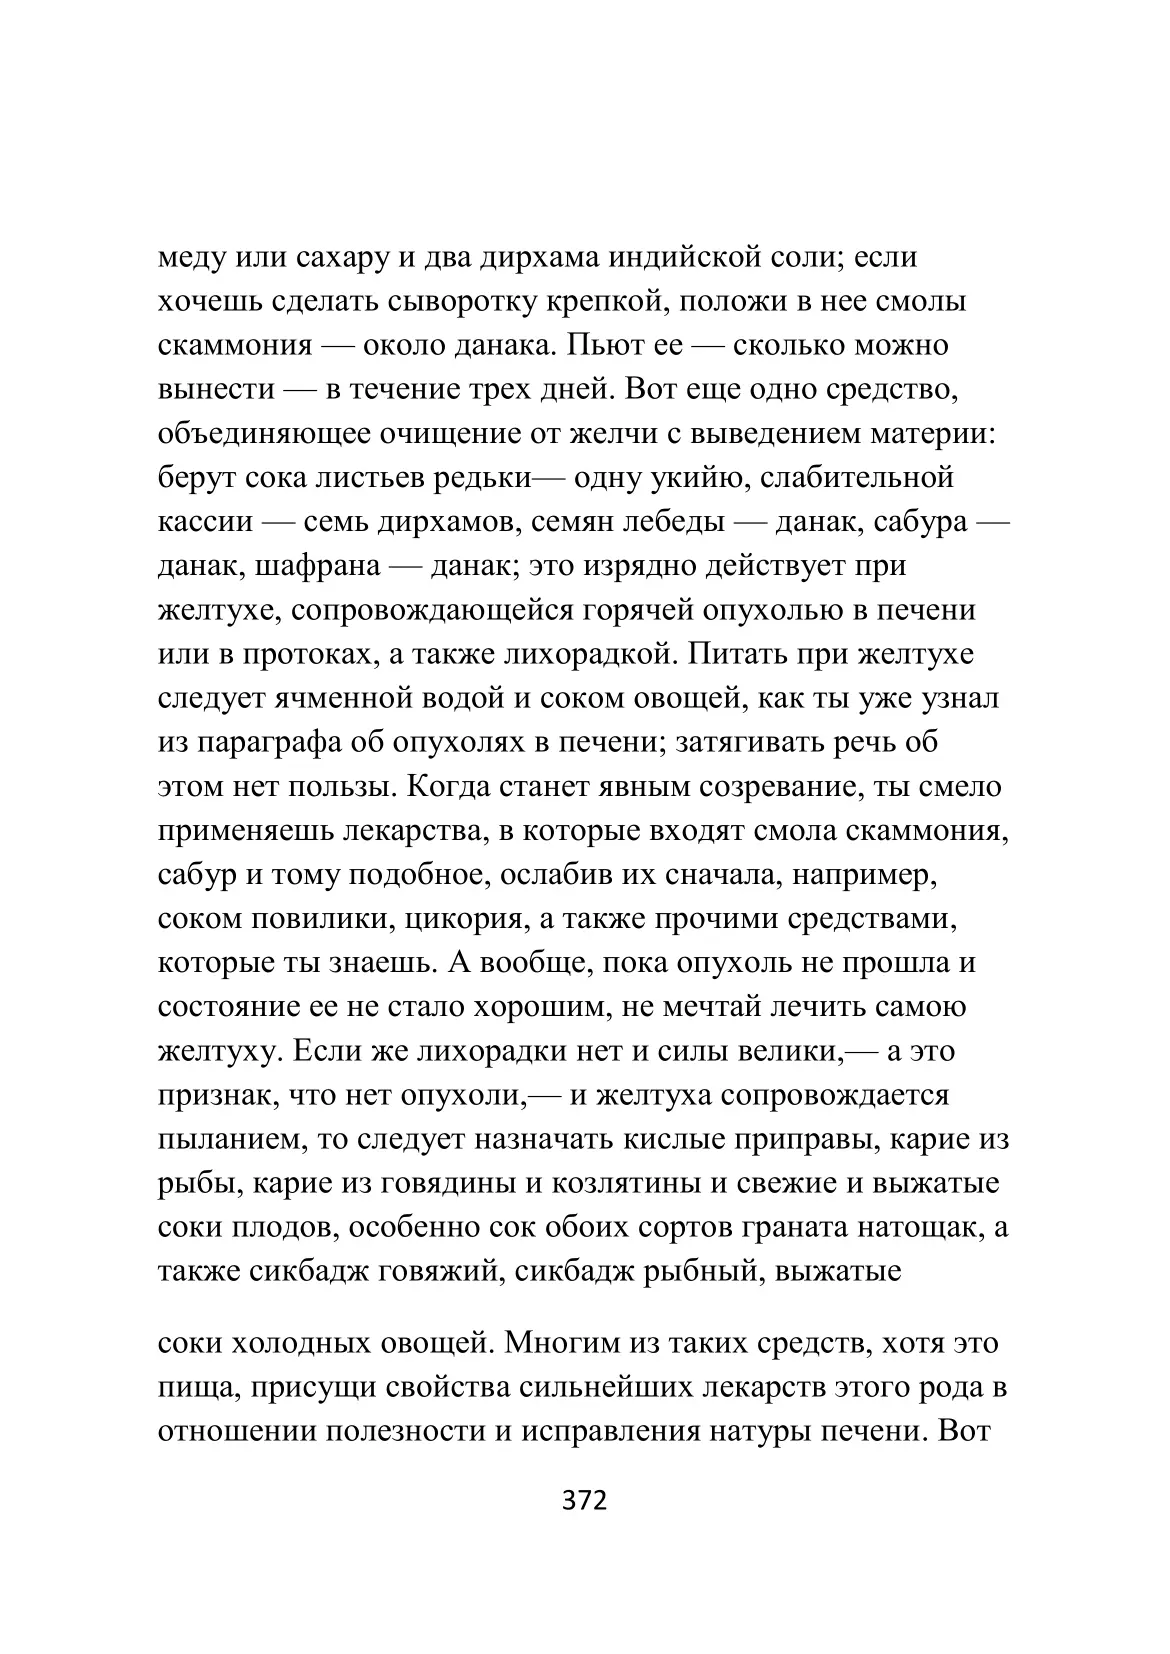 меду или сахару и два дирхама индийской соли; если
хочешь сделать сыворотку крепкой, положи в нее смолы
скаммония — около данака. Пьют ее — сколько можно
вынести — в течение трех дней. Вот еще одно средство,
объединяющее очищение от желчи с выведением материи:
берут сока листьев редьки— одну укийю, слабительной
кассии — семь дирхамов, семян лебеды — данак, сабура —
данак, шафрана — данак; это изрядно действует при
желтухе, сопровождающейся горячей опухолью в печени
или в протоках, а также лихорадкой. Питать при желтухе
следует ячменной водой и соком овощей, как ты уже узнал
из параграфа об опухолях в печени; затягивать речь об
этом нет пользы. Когда станет явным созревание, ты смело
применяешь лекарства, в которые входят смола скаммония,
сабур и тому подобное, ослабив их сначала, например,
соком повилики, цикория, а также прочими средствами,
которые ты знаешь. А вообще, пока опухоль не прошла и
состояние ее не стало хорошим, не мечтай лечить самою
желтуху. Если же лихорадки нет и силы велики,— а это
признак, что нет опухоли,— и желтуха сопровождается
пыланием, то следует назначать кислые приправы, карие из
рыбы, карие из говядины и козлятины и свежие и выжатые
соки плодов, особенно сок обоих сортов граната натощак, а
также сикбадж говяжий, сикбадж рыбный, выжатые
соки холодных овощей. Многим из таких средств, хотя это
пища, присущи свойства сильнейших лекарств этого рода в
отношении полезности и исправления натуры печени. Вот
372